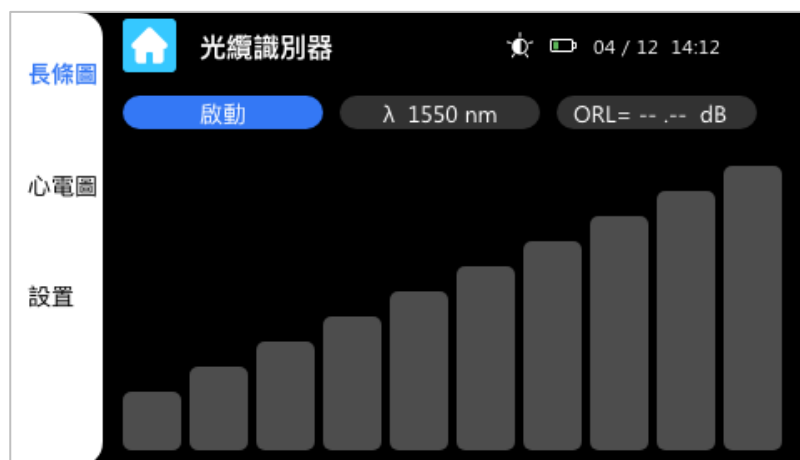 光纜識別器
04 / 12 14:12
長條圖
啟動
λ 1550 nm
ORL= -- .-- dB
心電圖
設置